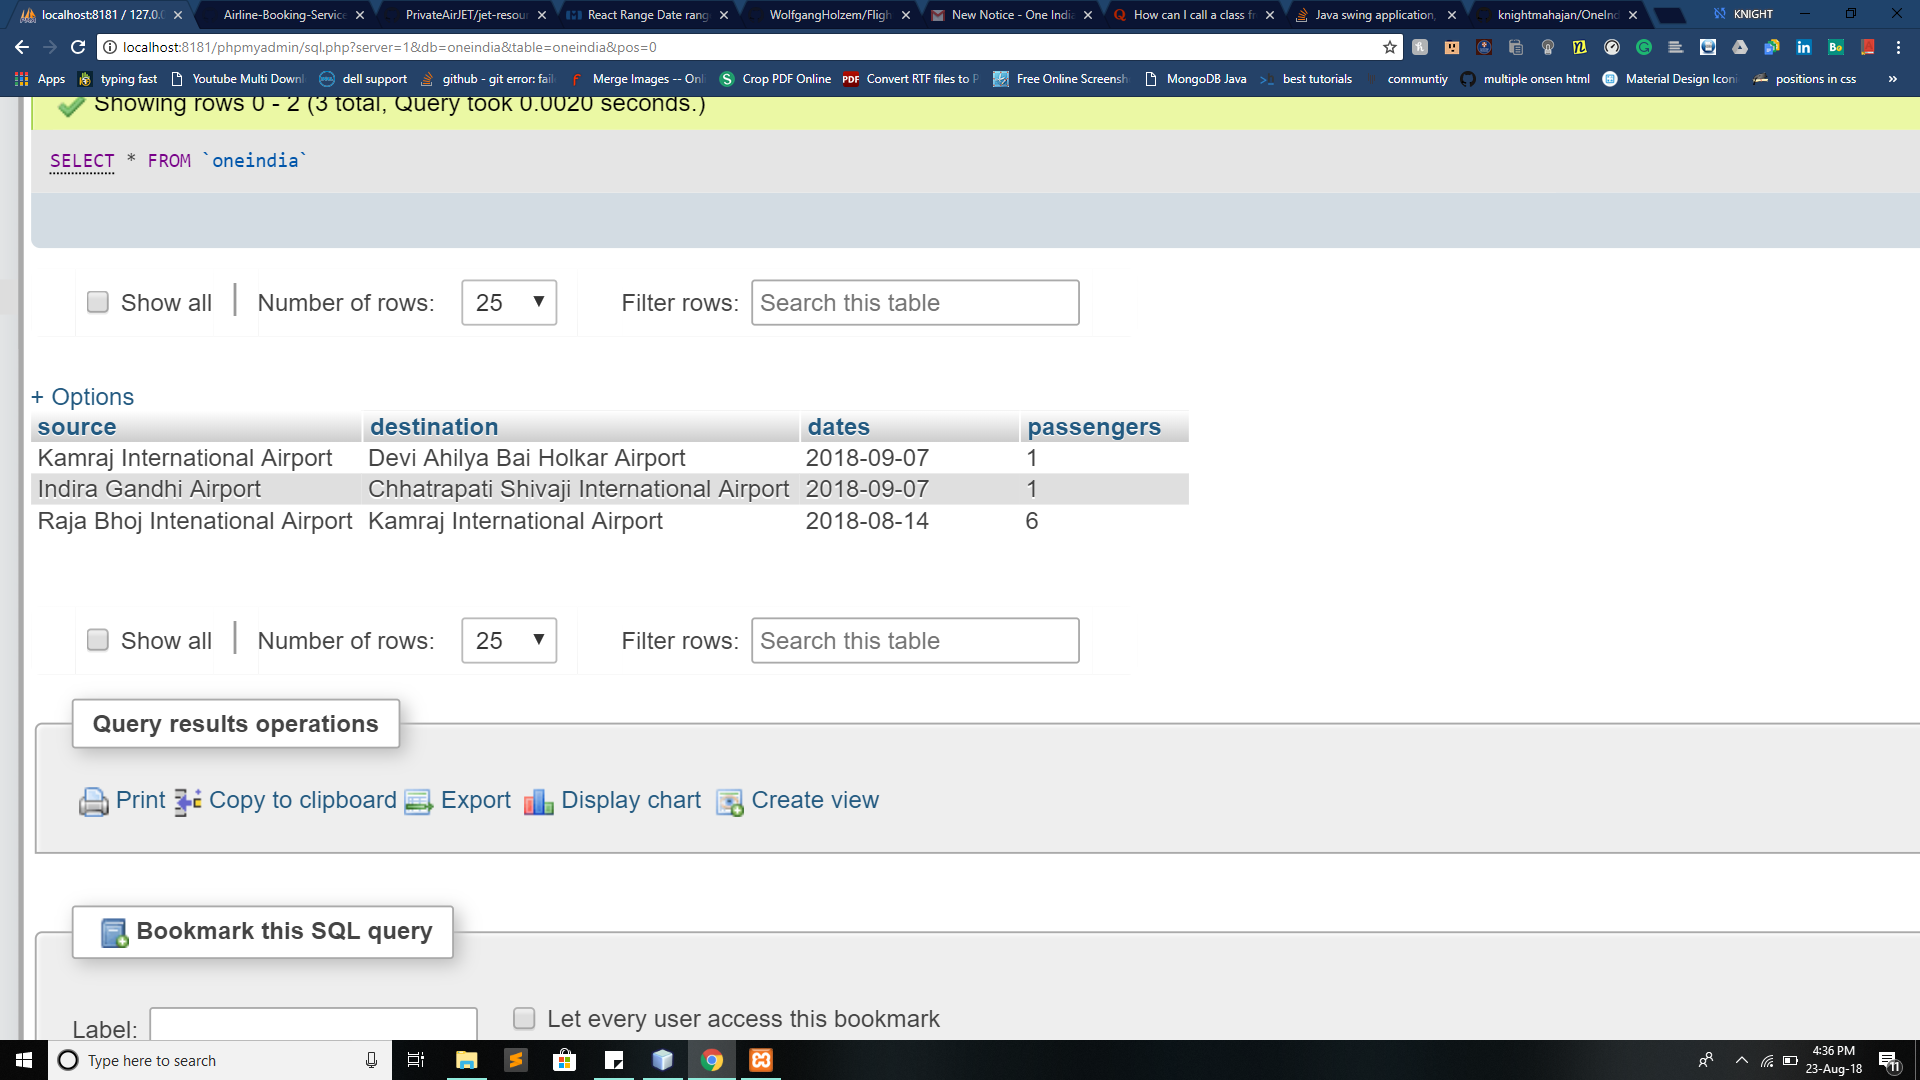 localhost:8181 / 127.0.
Airline-Booking-Service
PrivateAirJET/jet-resou
React Range Date rang
WolfgangHolzem/Fligh
New Notice - One India
How can I call a class fr
Java swing application,
knightmahajan/OneInd
KNIGHT
localhost:8181/phpmyadmin/sql.php?server=1&db=oneindia&table=oneindia&pos=0
Apps
typing fast
Youtube Multi Downl
dell support
github - git error: fail
Merge Images -- Onl
Crop PDF Online
PDF Convert RTF files to P
Free Online Screensh
MongoDB Java
best tutorials
communtiy
multiple onsen html
Material Design Iconi
positions in css
»
Showing rows 0 - 2 (3 total, Query took 0.0020 seconds.)
SELECT * FROM `oneindia`
Show all | Number of rows: 25 Filter rows: Search this table
+ Options
source destination dates passengers
Kamraj International Airport Devi Ahilya Bai Holkar Airport 2018-09-07 1
Indira Gandhi Airport Chhatrapati Shivaji International Airport 2018-09-07 1
Raja Bhoj Intenational Airport Kamraj International Airport 2018-08-14 6
Show all | Number of rows: 25 Filter rows: Search this table
Query results operations
Print Copy to clipboard Export Display chart Create view
Bookmark this SQL query
Label: Let every user access this bookmark
Type here to search
4:36 PM
23-Aug-18
11